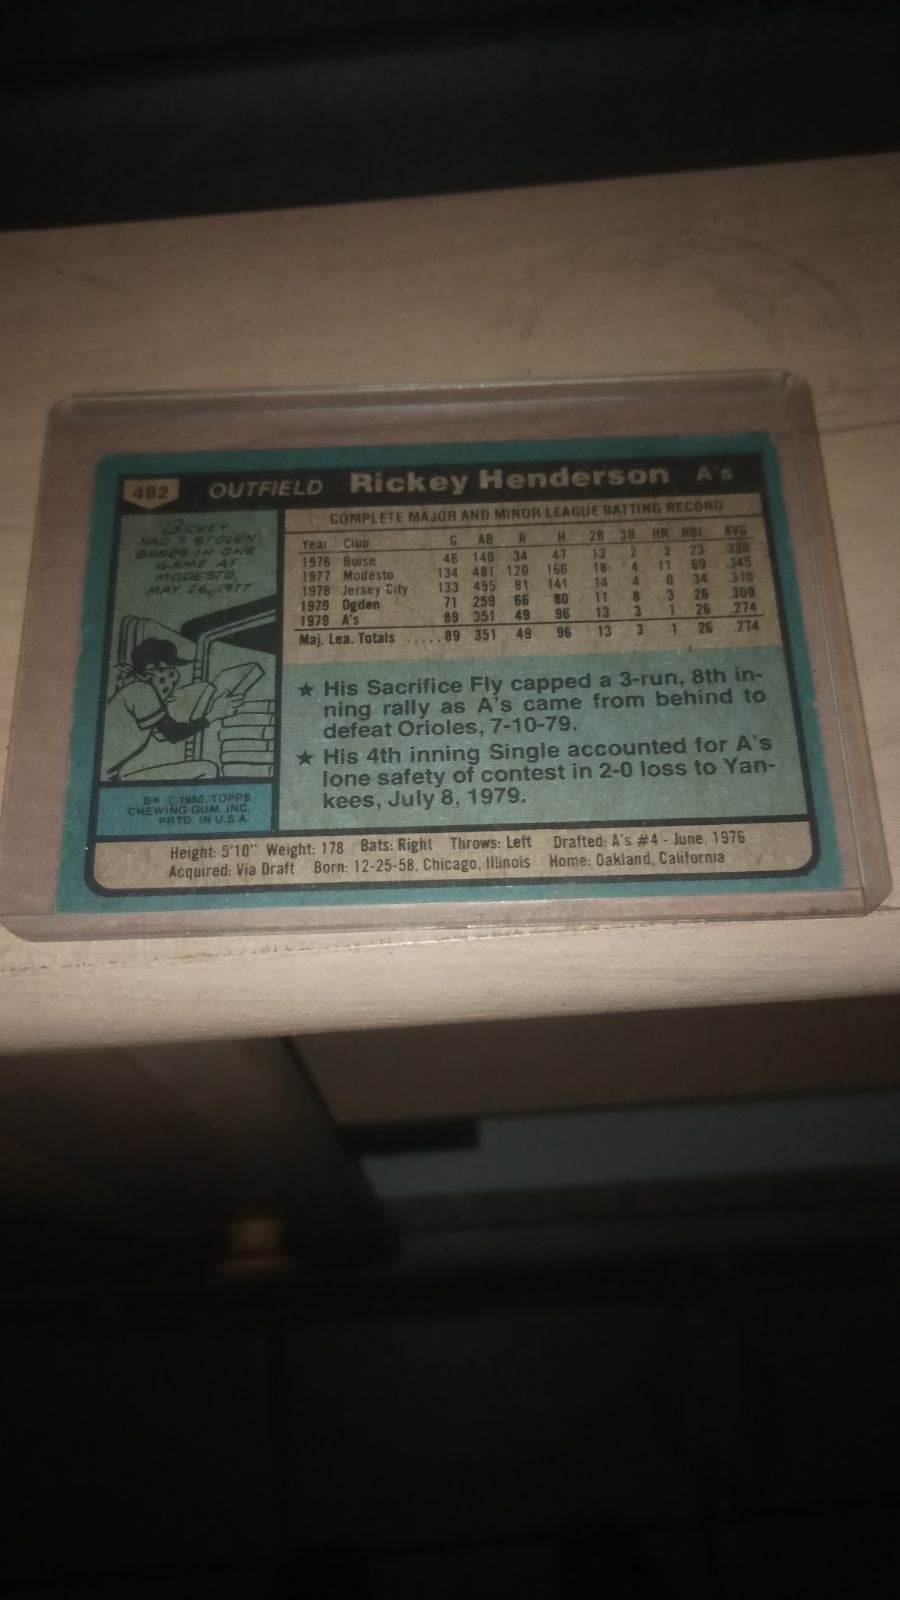 482 OUTFIELD Rickey Henderson A's
RICKEY
HAD 7 STOLEN
BASES IN ONE
GAME AT
MODESTO,
MAY 26, 1977
B* © 1980, TOPPS
CHEWING GUM, INC.
PRTD. IN U.S.A.
COMPLETE MAJOR AND MINOR LEAGUE BATTING RECORD
Year Club G AB R H 2B 3B HR RBI AVG
1976 Boise 46 140 34 47 13 2 3 23 .336
1977 Modesto 134 481 120 166 18 4 11 69 .345
1978 Jersey City 133 455 81 141 14 4 0 34 .310
1979 Ogden 71 259 66 80 11 8 3 26 .309
1979 A's 89 351 49 96 13 3 1 26 .274
Maj. Lea. Totals .....89 351 49 96 13 3 1 26 .274
★ His Sacrifice Fly capped a 3-run, 8th in-
ning rally as A's came from behind to
defeat Orioles, 7-10-79.
★ His 4th inning Single accounted for A's
lone safety of contest in 2-0 loss to Yan-
kees, July 8, 1979.
Height: 5'10" Weight: 178 Bats: Right Throws: Left Drafted: A's #4 - June, 1976
Acquired: Via Draft Born: 12-25-58, Chicago, Illinois Home: Oakland, California